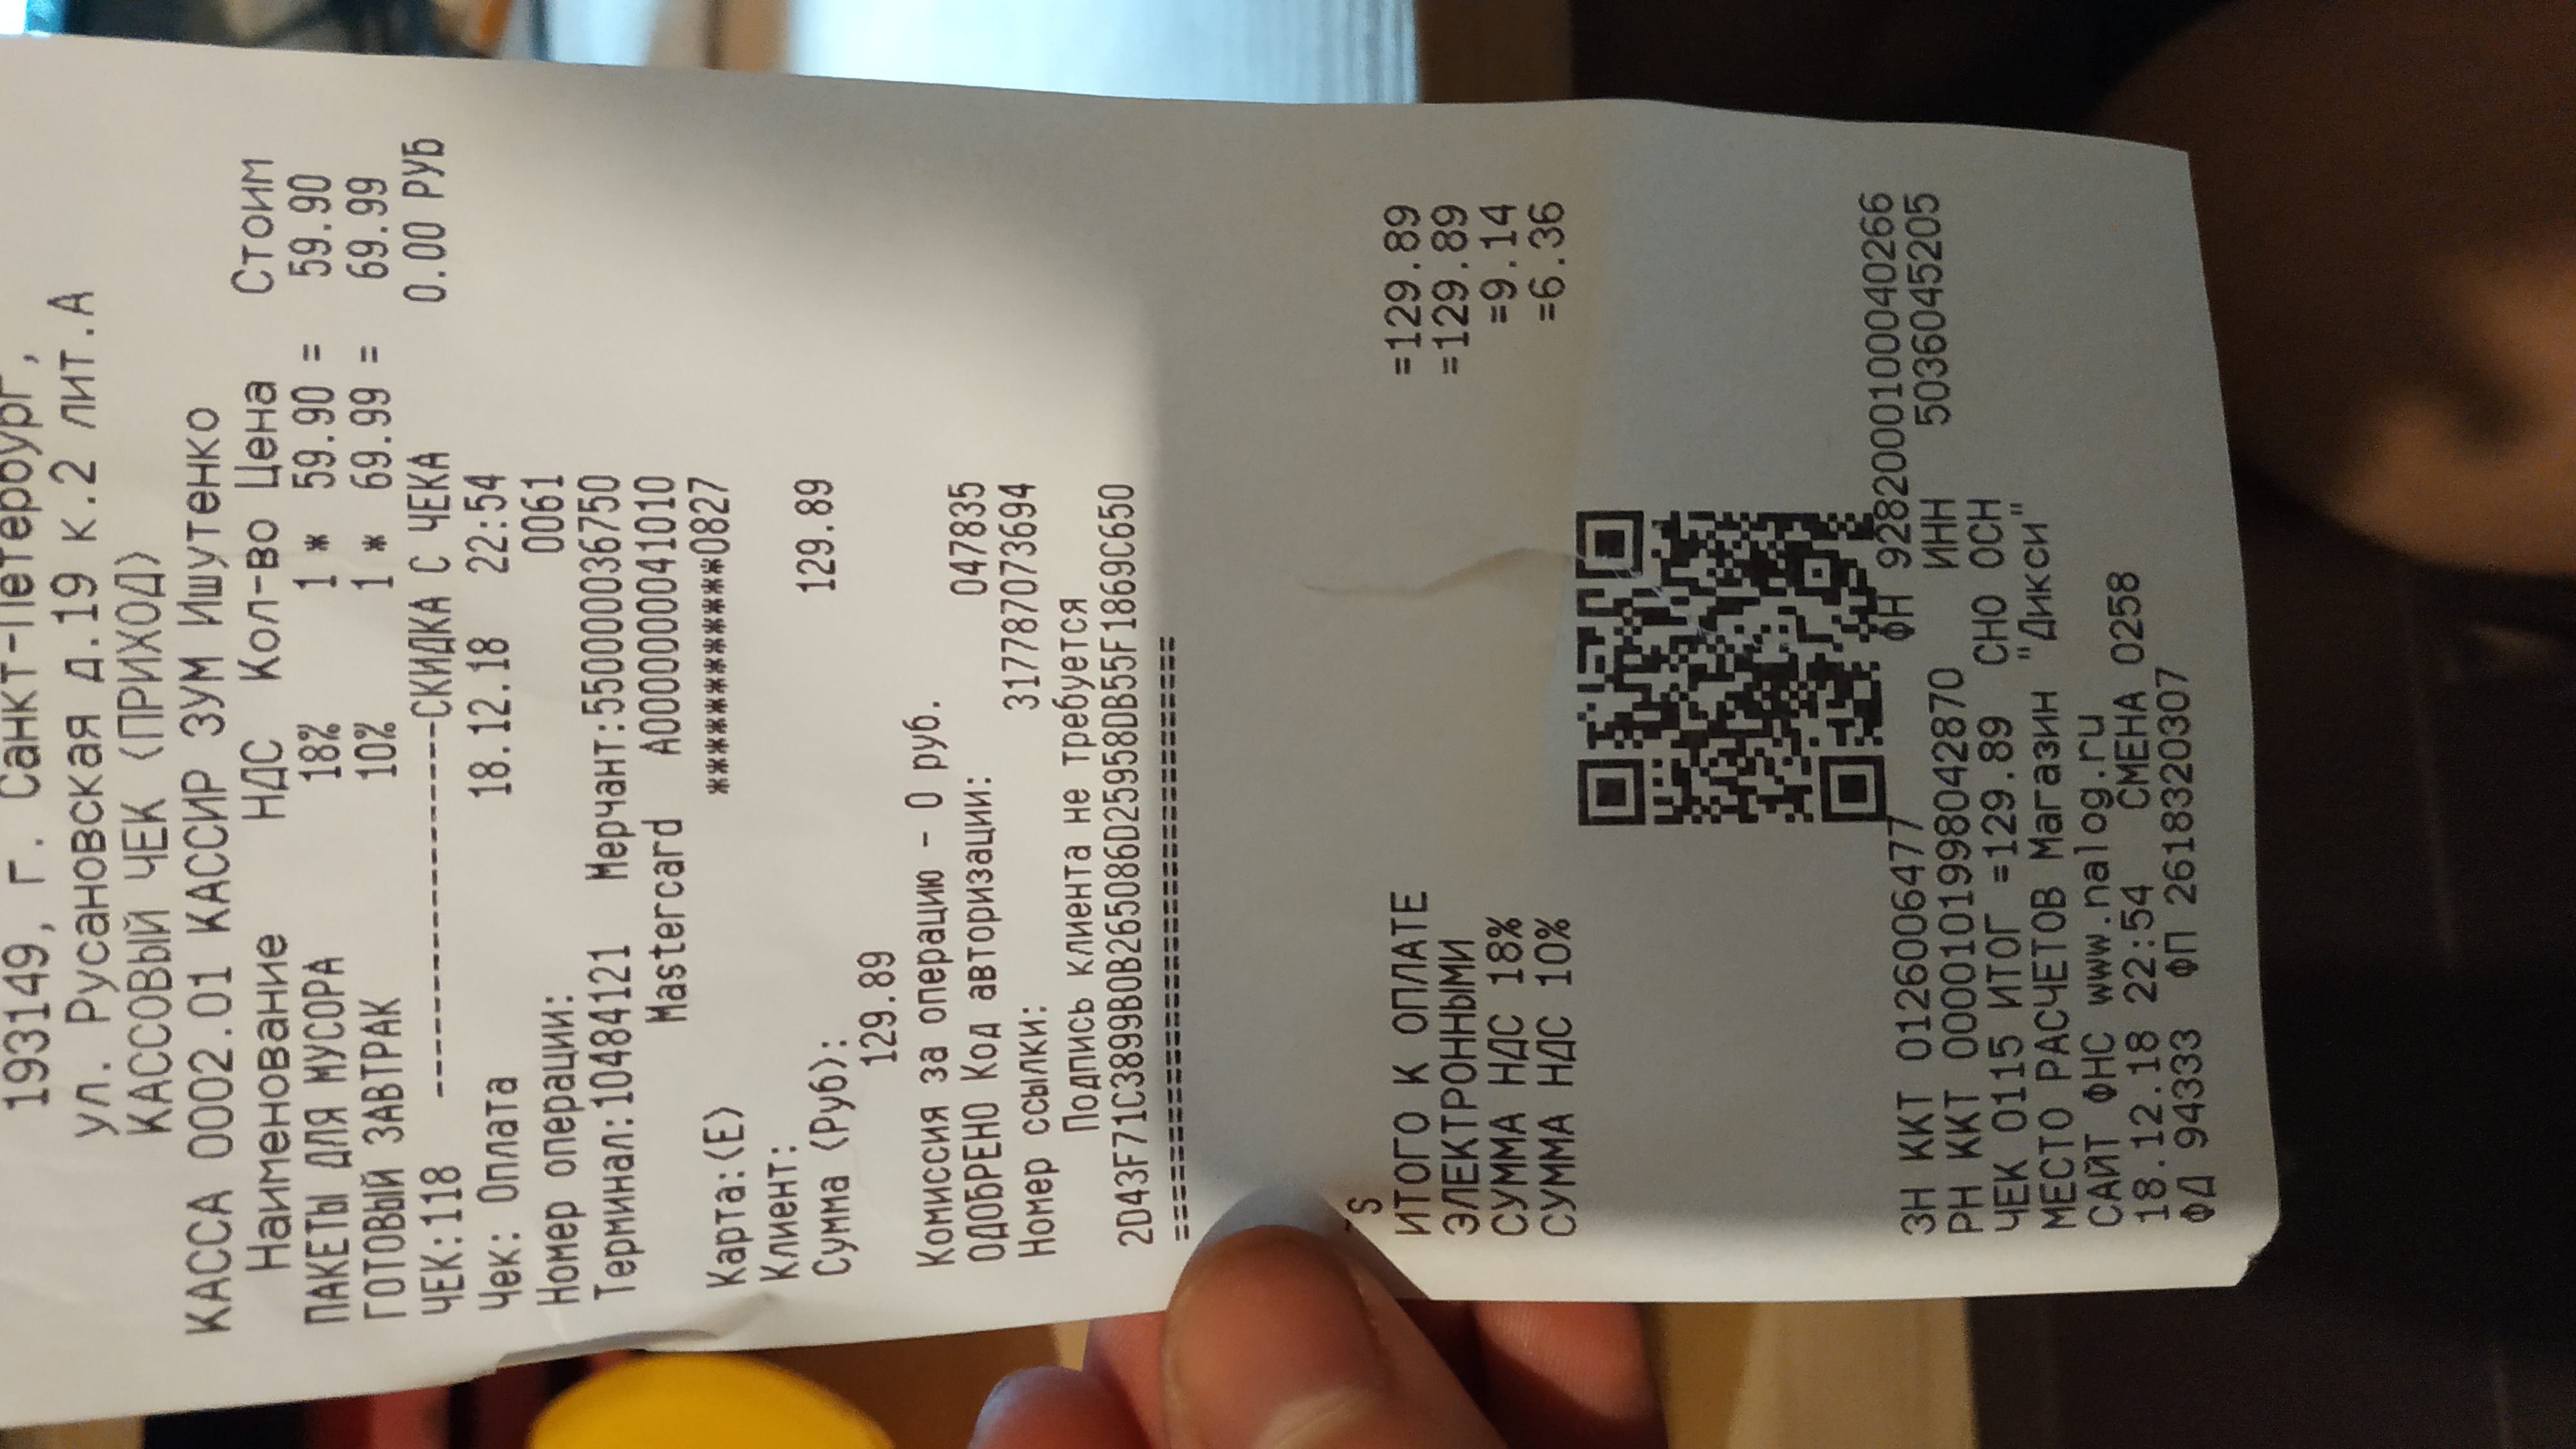 193149, г. Санкт-Петербург,
ул. Русановская д.19 к.2 лит.А
КАССОВЫЙ ЧЕК (ПРИХОД)
КАССА 0002.01 КАССИР ЗУМ Ишутенко
Наименование НДС Кол-во Цена Стоим
ПАКЕТЫ ДЛЯ МУСОРА 18% 1 * 59.90 = 59.90
ГОТОВЫЙ ЗАВТРАК 10% 1 * 69.99 = 69.99
ЧЕК:118 ------------------СКИДКА С ЧЕКА 0.00 РУБ
Чек: Оплата 18.12.18 22:54
Номер операции: 0061
Терминал:10484121 Мерчант:550000036750
Mastercard A0000000041010
Карта:(E) ************0827
Клиент:
Сумма (Руб): 129.89
129.89
Комиссия за операцию - 0 руб.
ОДОБРЕНО Код авторизации: 047835
Номер ссылки: 317787073694
Подпись клиента не требуется
2D43F71C3899B0B265086D25958DB55F1869C650
==============================
~S
ИТОГО К ОПЛАТЕ =129.89
ЭЛЕКТРОННЫМИ =129.89
СУММА НДС 18% =9.14
СУММА НДС 10% =6.36
ЗН ККТ 0126006477 ФН 9282000100040266
РН ККТ 0000101998042870 ИНН 5036045205
ЧЕК 0115 ИТОГ =129.89 СНО ОСН
МЕСТО РАСЧЕТОВ Магазин "Дикси"
САЙТ ФНС www.nalog.ru
18.12.18 22:54 СМЕНА 0258
ФД 94333 ФП 2618320307